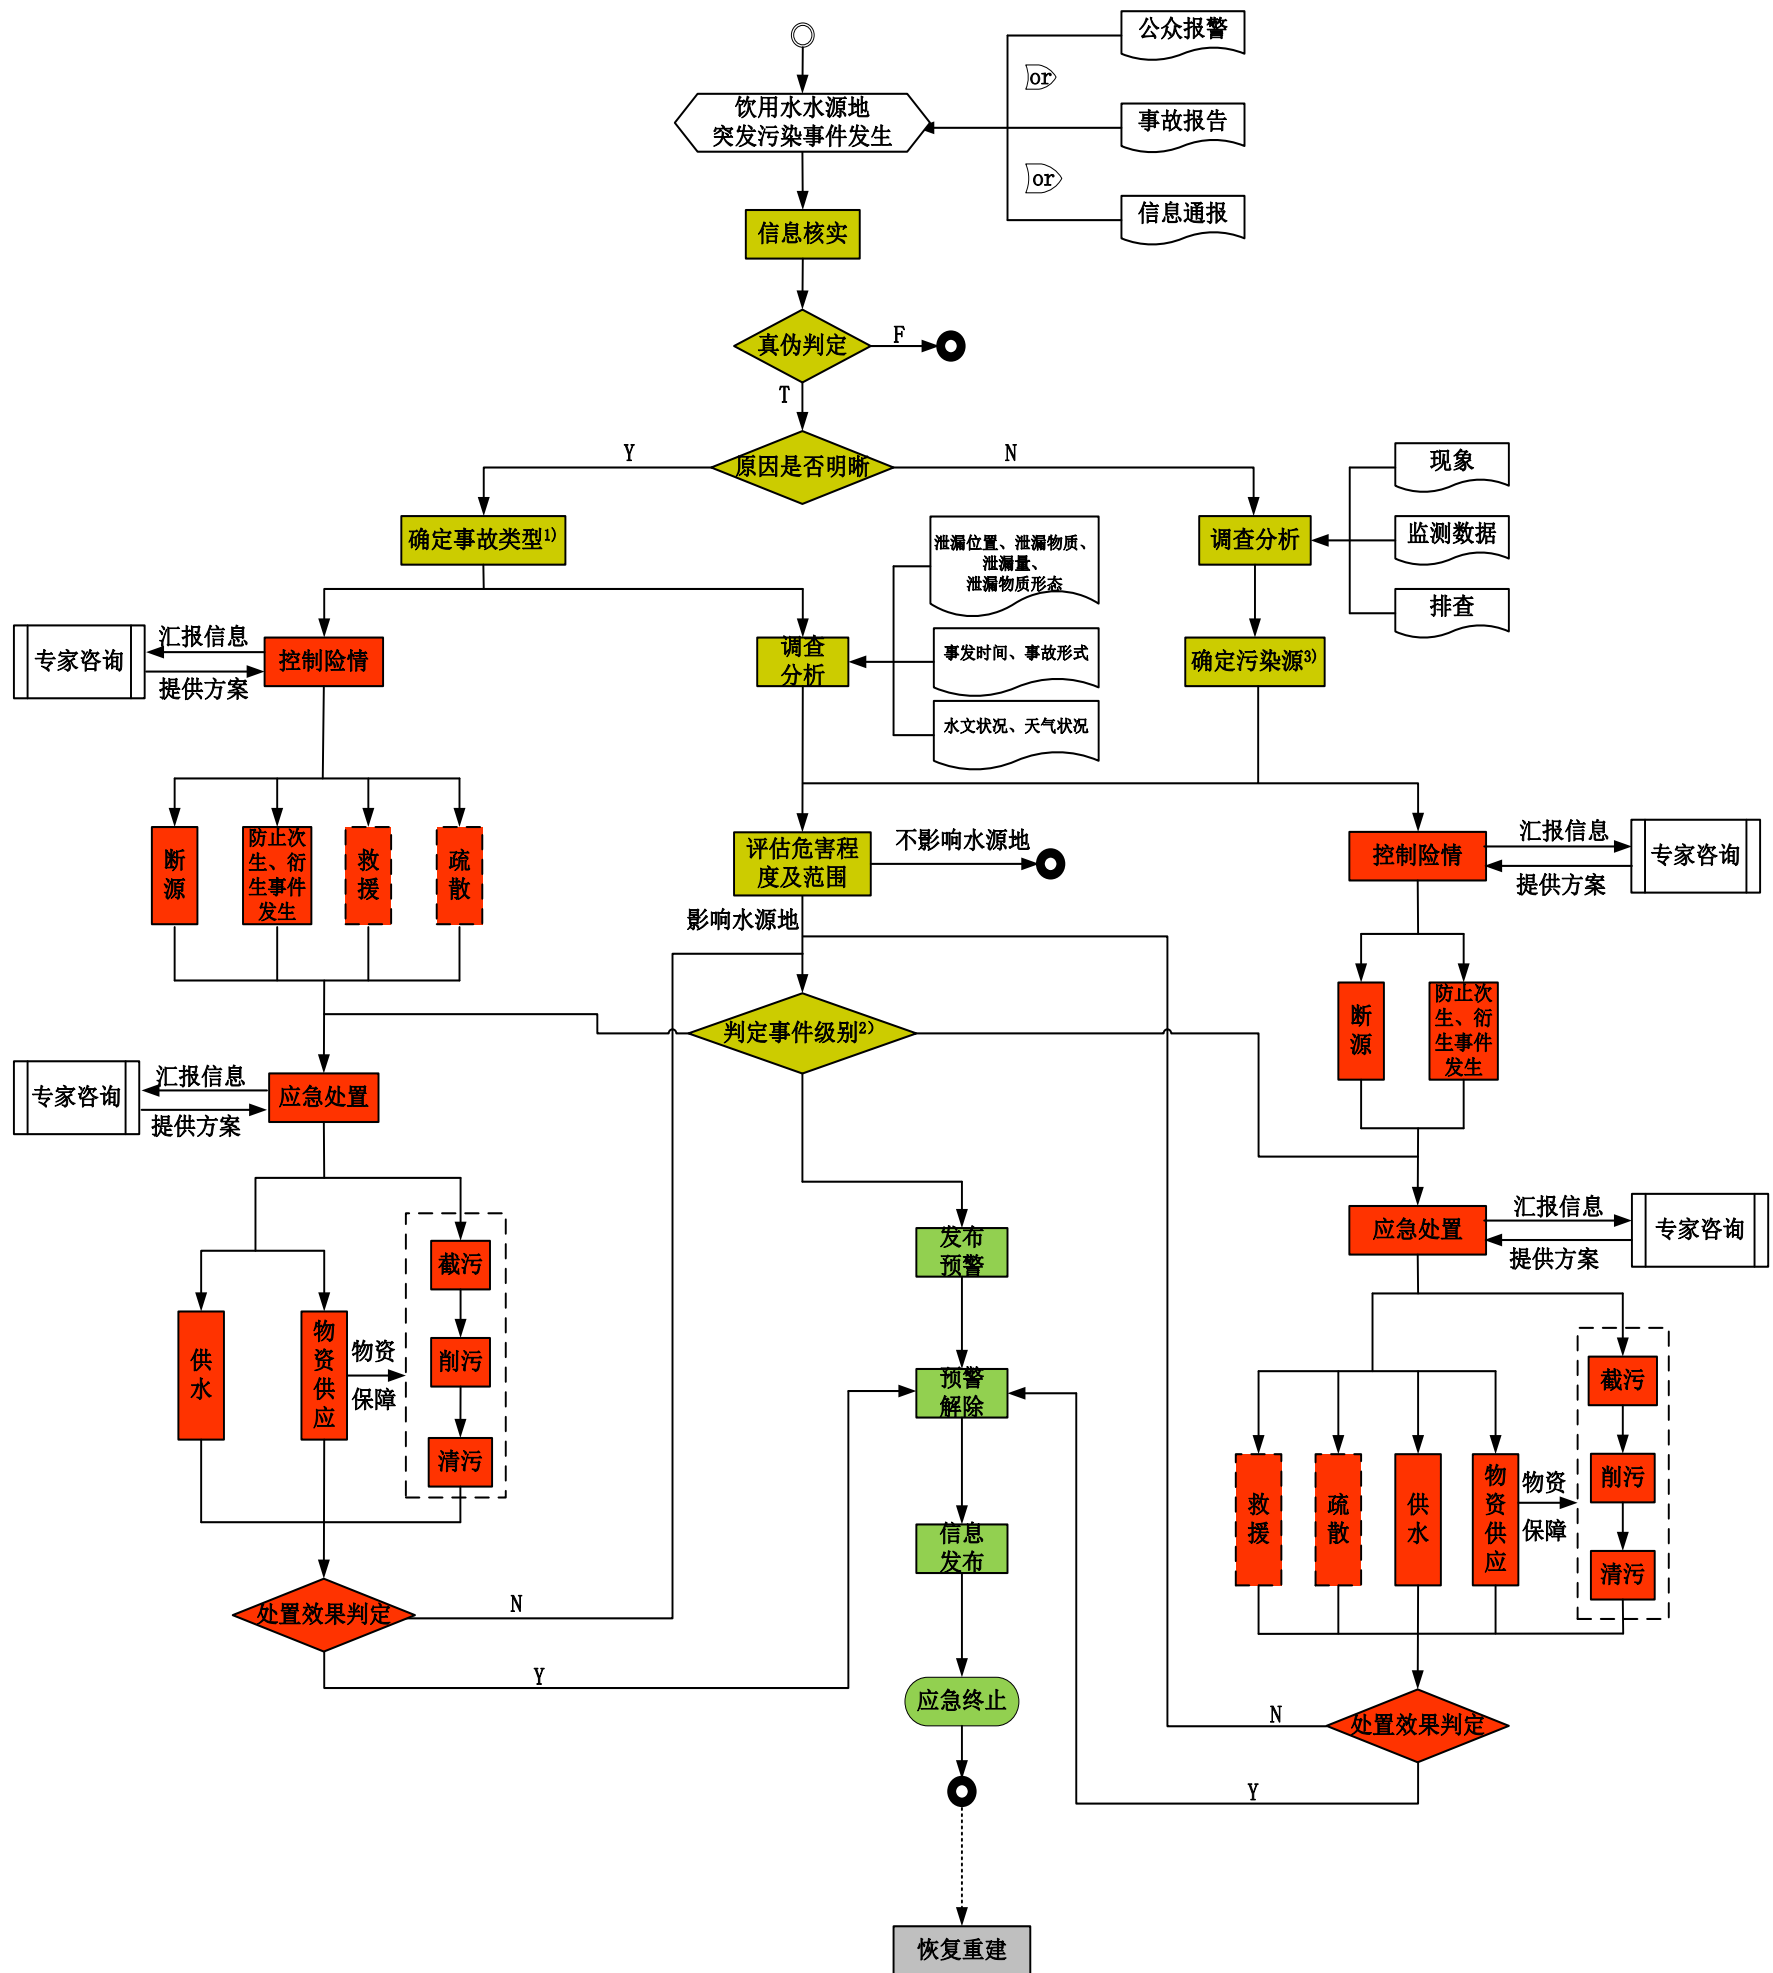 公众报警
or
饮用水水源地
突发污染事件发生
事故报告
or
信息通报
信息核实
真伪判定
F
T
原因是否明晰
Y
N
现象
监测数据
排查
确定事故类型1)
调查分析
泄漏位置、泄漏物质、
泄漏量、
泄漏物质形态
事发时间、事故形式
水文状况、天气状况
专家咨询
汇报信息
提供方案
控制险情
调查
分析
确定污染源3)
断
源
防止次
生、衍
生事件
发生
救
援
疏
散
评估危害程
度及范围
不影响水源地
影响水源地
控制险情
汇报信息
提供方案
专家咨询
断
源
防止次
生、衍
生事件
发生
判定事件级别2)
专家咨询
汇报信息
提供方案
应急处置
应急处置
汇报信息
提供方案
专家咨询
供
水
物
资
供
应
物资
保障
截污
削污
清污
发布
预警
预警
解除
信息
发布
救
援
疏
散
供
水
物
资
供
应
物资
保障
截污
削污
清污
处置效果判定
N
Y
应急终止
处置效果判定
N
Y
恢复重建